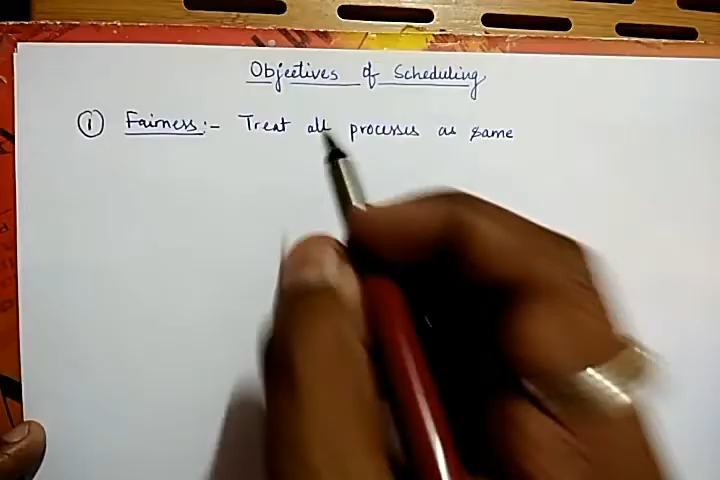 Objectives of Scheduling
① Fairness:- Treat all processes as same